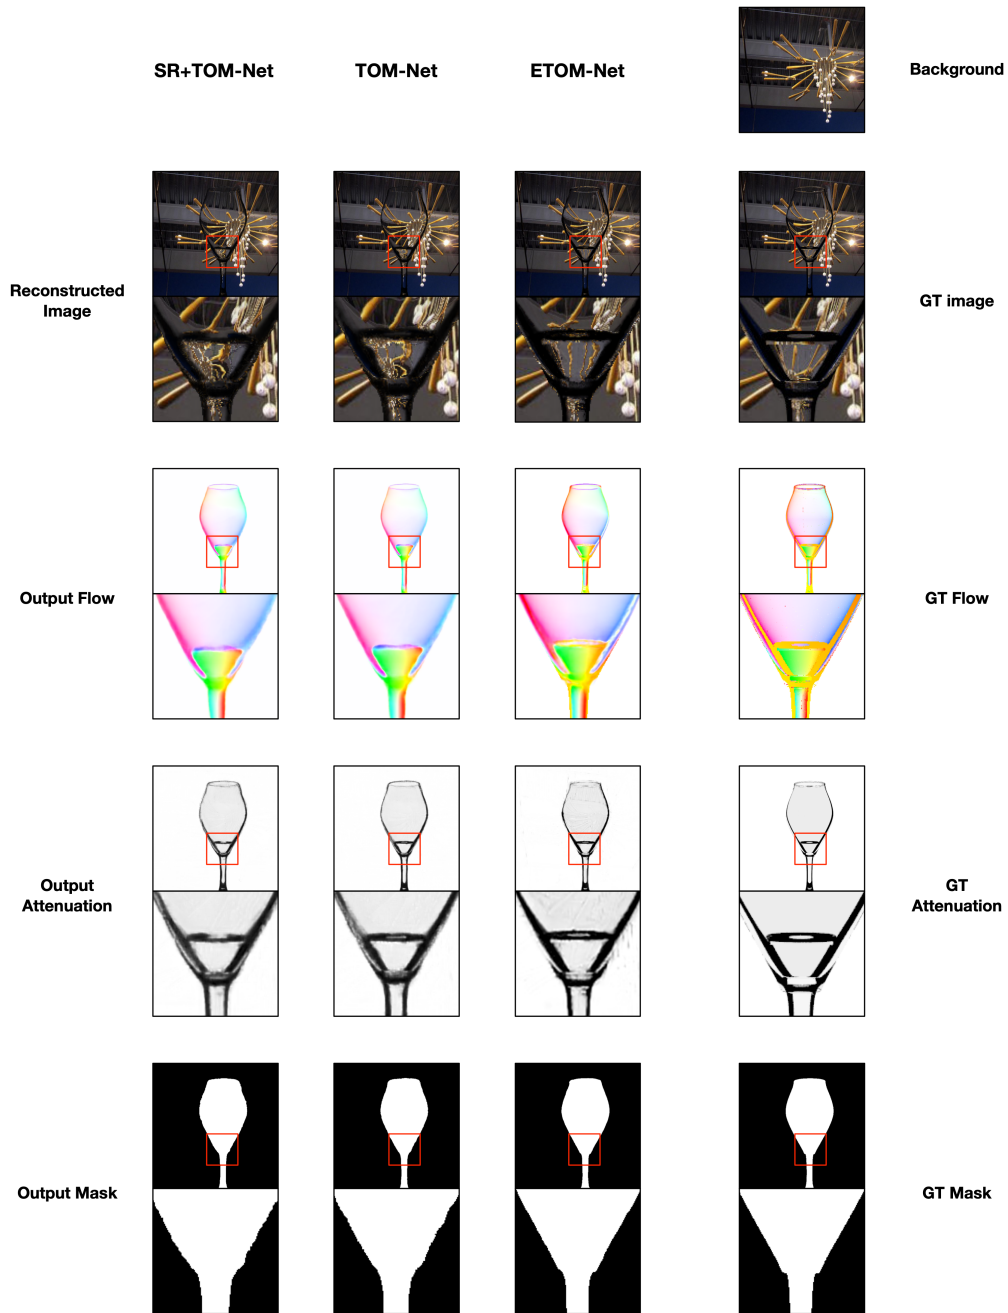 SR+TOM-Net
TOM-Net
ETOM-Net
Background
Reconstructed
Image
GT image
Output Flow
GT Flow
Output
Attenuation
GT
Attenuation
Output Mask
GT Mask